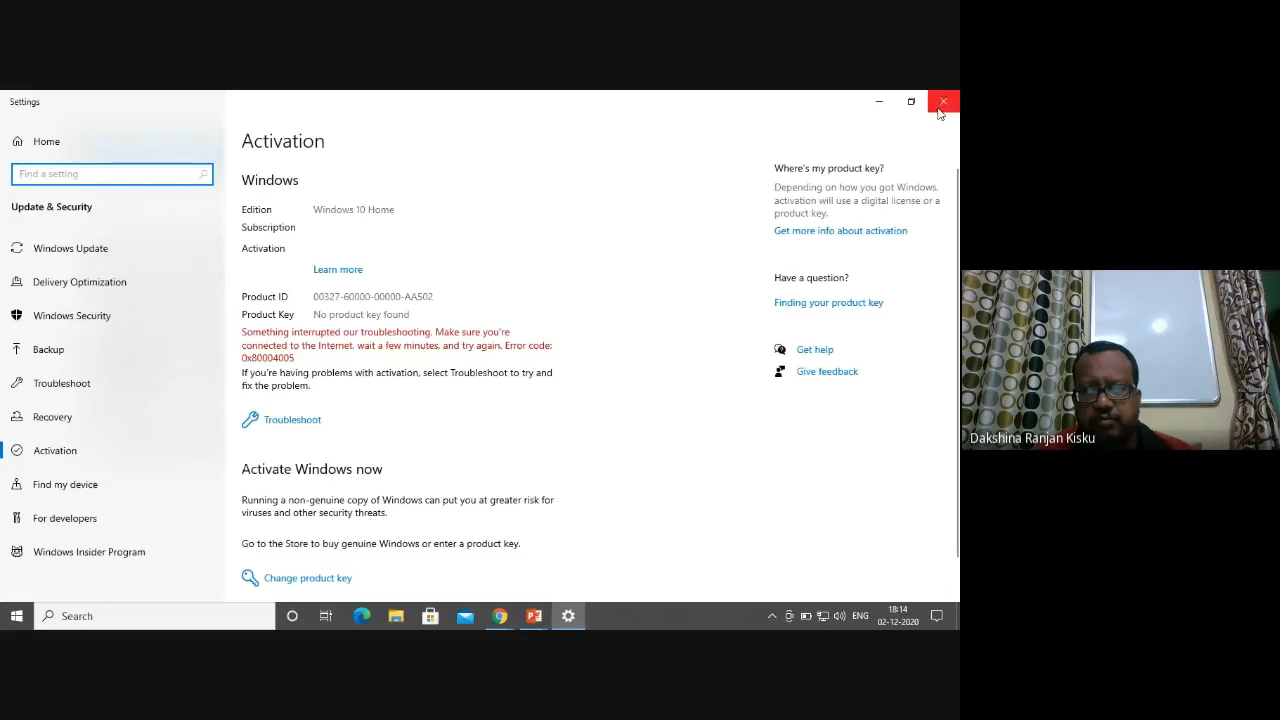 Settings
Home
Find a setting
Update & Security
Windows Update
Delivery Optimization
Windows Security
Backup
Troubleshoot
Recovery
Activation
Find my device
For developers
Windows Insider Program
Activation
Windows
Edition Windows 10 Home
Subscription
Activation
Learn more
Product ID 00327-60000-00000-AA502
Product Key No product key found
Something interrupted our troubleshooting. Make sure you're
connected to the Internet, wait a few minutes, and try again. Error code:
0x80004005
If you're having problems with activation, select Troubleshoot to try and
fix the problem.
Troubleshoot
Activate Windows now
Running a non-genuine copy of Windows can put you at greater risk for
viruses and other security threats.
Go to the Store to buy genuine Windows or enter a product key.
Change product key
Where's my product key?
Depending on how you got Windows,
activation will use a digital license or a
product key.
Get more info about activation
Have a question?
Finding your product key
Get help
Give feedback
Dakshina Ranjan Kisku
Search
ENG
18:14
02-12-2020